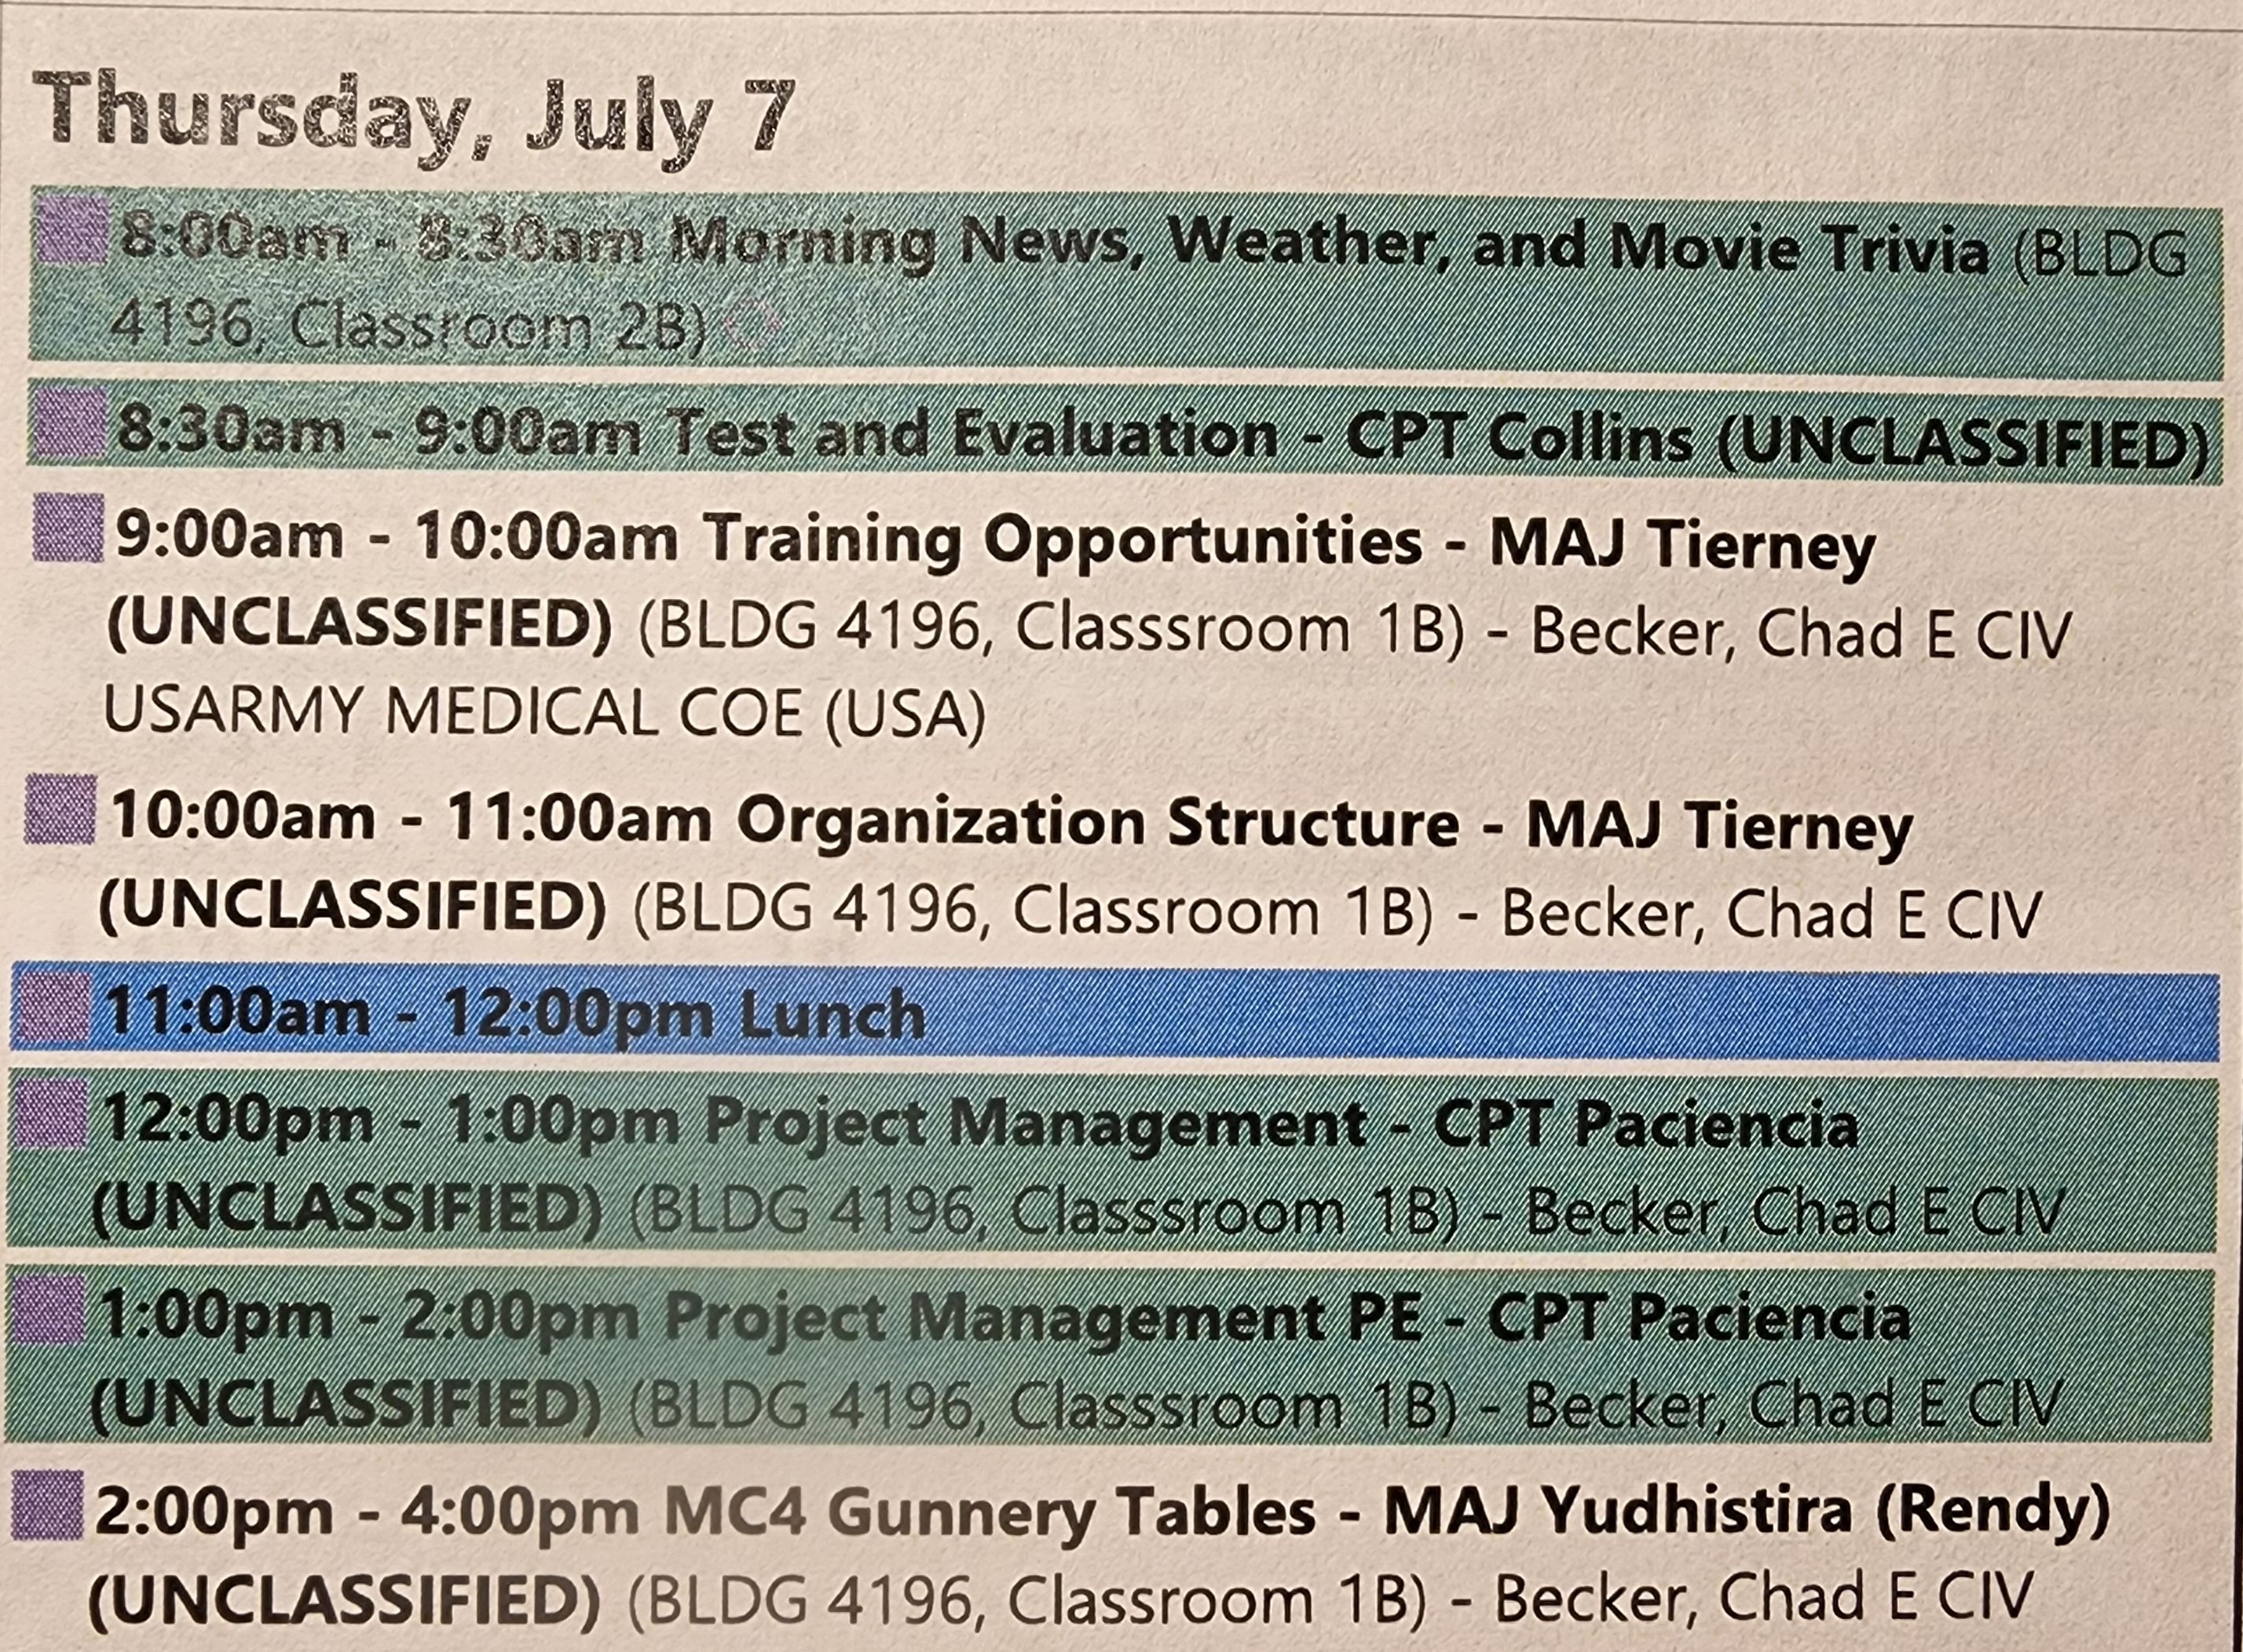 Thursday, July 7
8:00am - 8:30am Morning News, Weather, and Movie Trivia (BLDG
4196, Classroom 2B)
8:30am - 9:00am Test and Evaluation - CPT Collins (UNCLASSIFIED)
9:00am - 10:00am Training Opportunities - MAJ Tierney
(UNCLASSIFIED) (BLDG 4196, Classsroom 1B) - Becker, Chad E CIV
USARMY MEDICAL COE (USA)
10:00am - 11:00am Organization Structure - MAJ Tierney
(UNCLASSIFIED) (BLDG 4196, Classroom 1B) - Becker, Chad E CIV
11:00am - 12:00pm Lunch
12:00pm - 1:00pm Project Management - CPT Paciencia
(UNCLASSIFIED) (BLDG 4196, Classsroom 1B) - Becker, Chad E CIV
1:00pm - 2:00pm Project Management PE - CPT Paciencia
(UNCLASSIFIED) (BLDG 4196, Classsroom 1B) - Becker, Chad E CIV
2:00pm - 4:00pm MC4 Gunnery Tables - MAJ Yudhistira (Rendy)
(UNCLASSIFIED) (BLDG 4196, Classroom 1B) - Becker, Chad E CIV